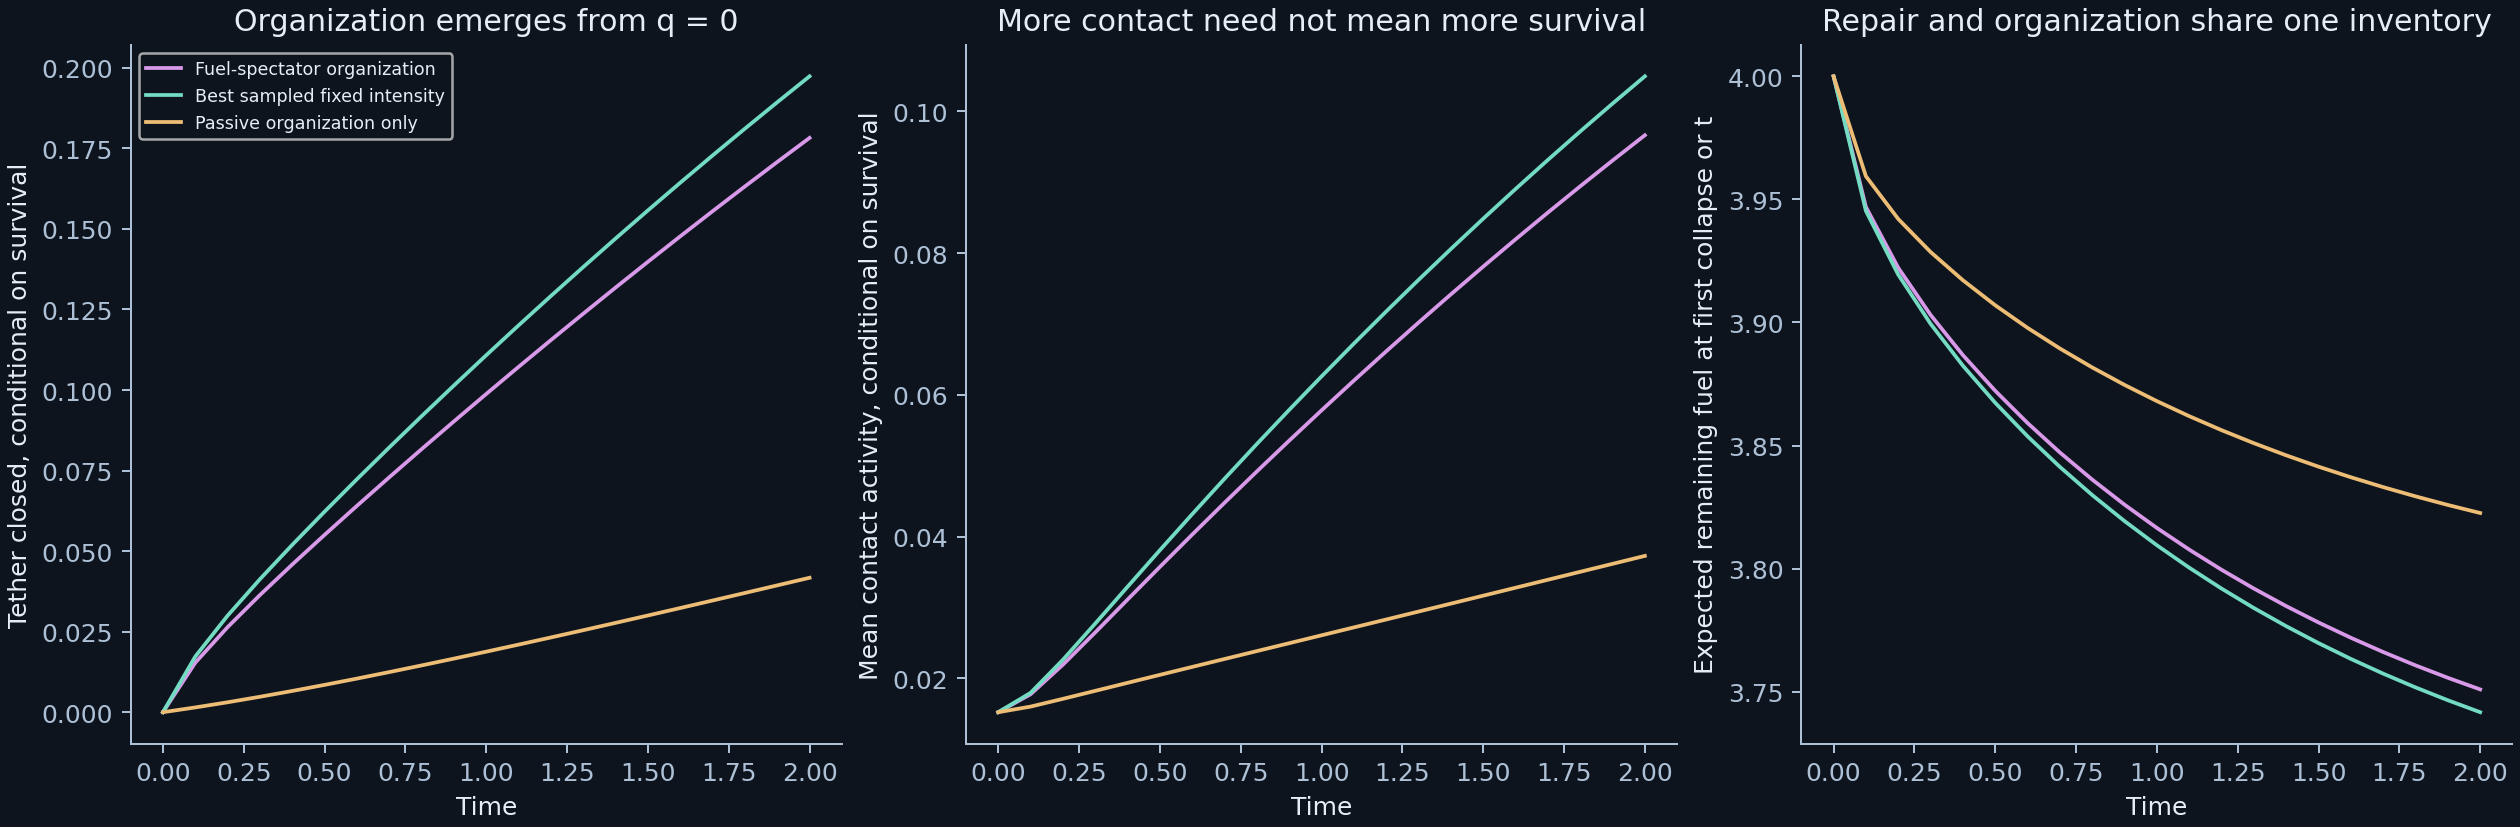 Organization emerges from q = 0
Tether closed, conditional on survival
0.200
0.175
0.150
0.125
0.100
0.075
0.050
0.025
0.000
Fuel-spectator organization
Best sampled fixed intensity
Passive organization only
0.00 0.25 0.50 0.75 1.00 1.25 1.50 1.75 2.00
Time
More contact need not mean more survival
Mean contact activity, conditional on survival
0.10
0.08
0.06
0.04
0.02
0.00 0.25 0.50 0.75 1.00 1.25 1.50 1.75 2.00
Time
Repair and organization share one inventory
Expected remaining fuel at first collapse or t
4.00
3.95
3.90
3.85
3.80
3.75
0.00 0.25 0.50 0.75 1.00 1.25 1.50 1.75 2.00
Time